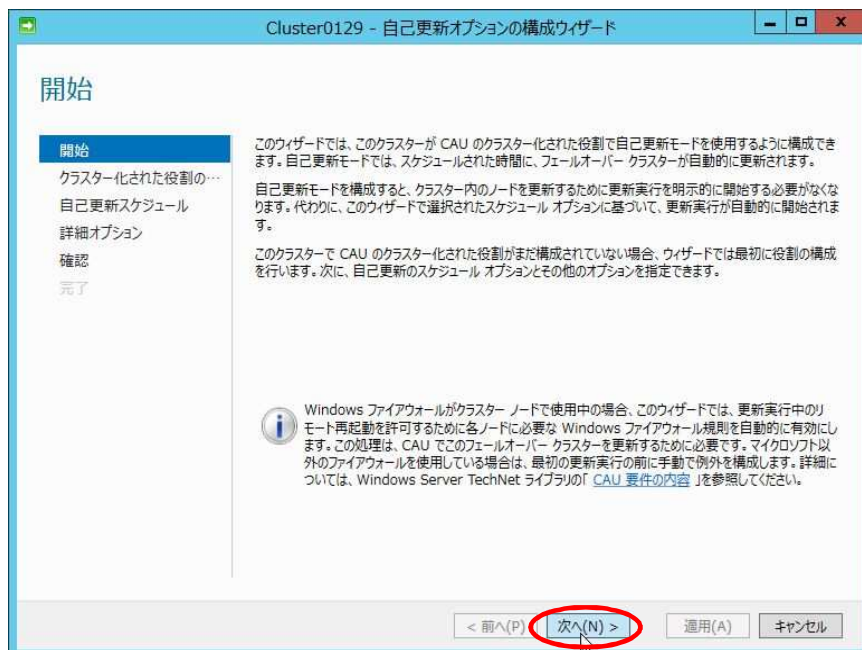 Cluster0129 - 自己更新オプションの構成ウィザード
開始
開始
クラスター化された役割の…
自己更新スケジュール
詳細オプション
確認
完了
このウィザードでは、このクラスターが CAU のクラスター化された役割で自己更新モードを使用するように構成でき
ます。自己更新モードでは、スケジュールされた時間に、フェールオーバー クラスターが自動的に更新されます。
自己更新モードを構成すると、クラスター内のノードを更新するために更新実行を明示的に開始する必要がなくな
ります。代わりに、このウィザードで選択されたスケジュール オプションに基づいて、更新実行が自動的に開始されま
す。
このクラスターで CAU のクラスター化された役割がまだ構成されていない場合、ウィザードでは最初に役割の構成
を行います。次に、自己更新のスケジュール オプションとその他のオプションを指定できます。
Windows ファイアウォールがクラスター ノードで使用中の場合、このウィザードでは、更新実行中のリ
モート再起動を許可するために各ノードに必要な Windows ファイアウォール規則を自動的に有効にし
ます。この処理は、CAU でこのフェールオーバー クラスターを更新するために必要です。マイクロソフト以
外のファイアウォールを使用している場合は、最初の更新実行の前に手動で例外を構成します。詳細に
ついては、Windows Server TechNet ライブラリの「 CAU 要件の内容 」を参照してください。
< 前へ(P) 次へ(N) > 適用(A) キャンセル